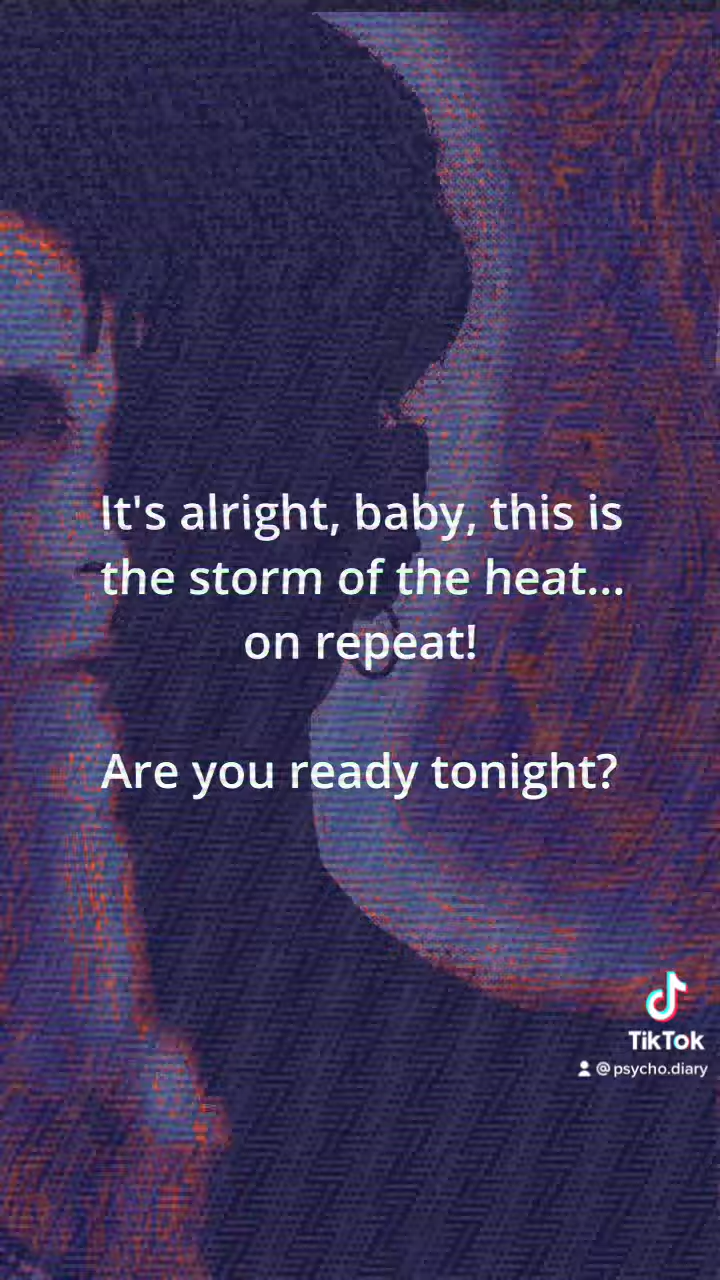 It's alright, baby, this is
the storm of the heat...
on repeat!
Are you ready tonight?
TikTok
@psycho.diary